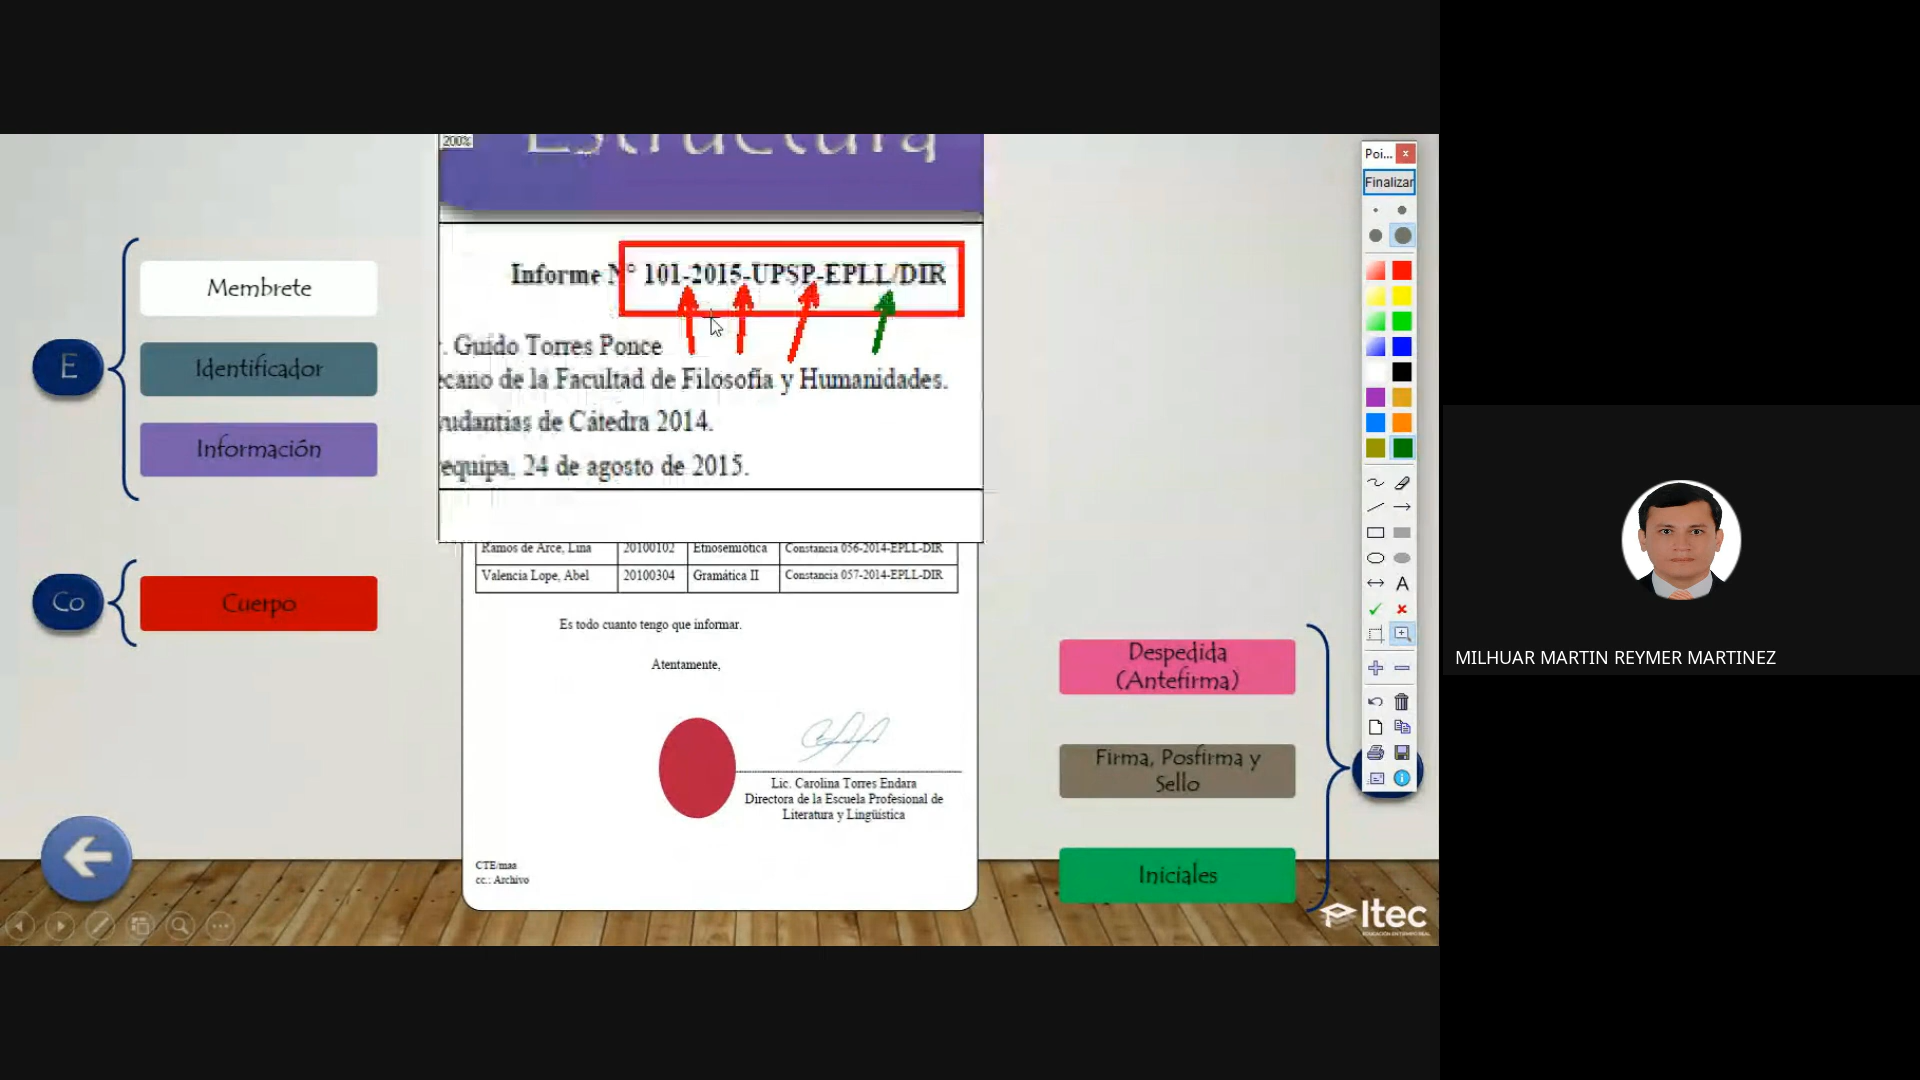 Estructura
200%
Poi...
Finalizar
E
Membrete
Identificador
Información
Informe N° 101-2015-UPSP-EPLL/DIR
. Guido Torres Ponce
ecano de la Facultad de Filosofía y Humanidades.
yudantías de Cátedra 2014.
equipa, 24 de agosto de 2015.
Ramos de Arce, Lina 20100102 Etnosemiótica Constancia 056-2014-EPLL-DIR
Valencia Lope, Abel 20100304 Gramática II Constancia 057-2014-EPLL-DIR
Co
Cuerpo
Es todo cuanto tengo que informar.
Atentamente,
Lic. Carolina Torres Endara
Directora de la Escuela Profesional de
Literatura y Lingüística
CTE/maa
cc.: Archivo
Despedida
(Antefirma)
Firma, Posfirma y
Sello
Iniciales
A
Itec
MILHUAR MARTIN REYMER MARTINEZ